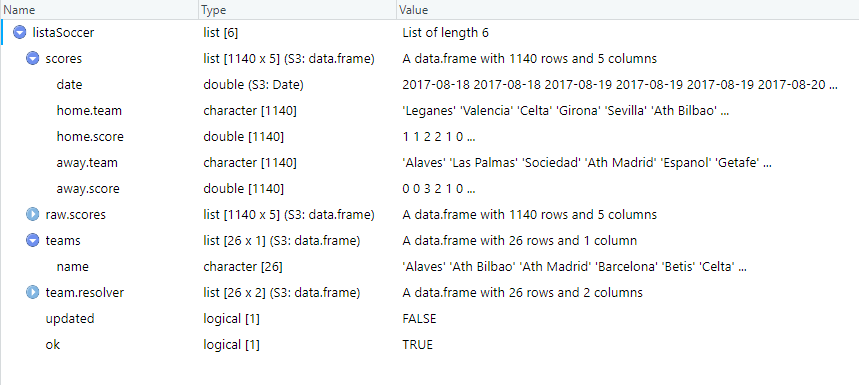 Name Type Value
listaSoccer list [6] List of length 6
scores list [1140 x 5] (S3: data.frame) A data.frame with 1140 rows and 5 columns
date double (S3: Date) 2017-08-18 2017-08-18 2017-08-19 2017-08-19 2017-08-19 2017-08-20 ...
home.team character [1140] 'Leganes' 'Valencia' 'Celta' 'Girona' 'Sevilla' 'Ath Bilbao' ...
home.score double [1140] 1 1 2 2 1 0 ...
away.team character [1140] 'Alaves' 'Las Palmas' 'Sociedad' 'Ath Madrid' 'Espanol' 'Getafe' ...
away.score double [1140] 0 0 3 2 1 0 ...
raw.scores list [1140 x 5] (S3: data.frame) A data.frame with 1140 rows and 5 columns
teams list [26 x 1] (S3: data.frame) A data.frame with 26 rows and 1 column
name character [26] 'Alaves' 'Ath Bilbao' 'Ath Madrid' 'Barcelona' 'Betis' 'Celta' ...
team.resolver list [26 x 2] (S3: data.frame) A data.frame with 26 rows and 2 columns
updated logical [1] FALSE
ok logical [1] TRUE